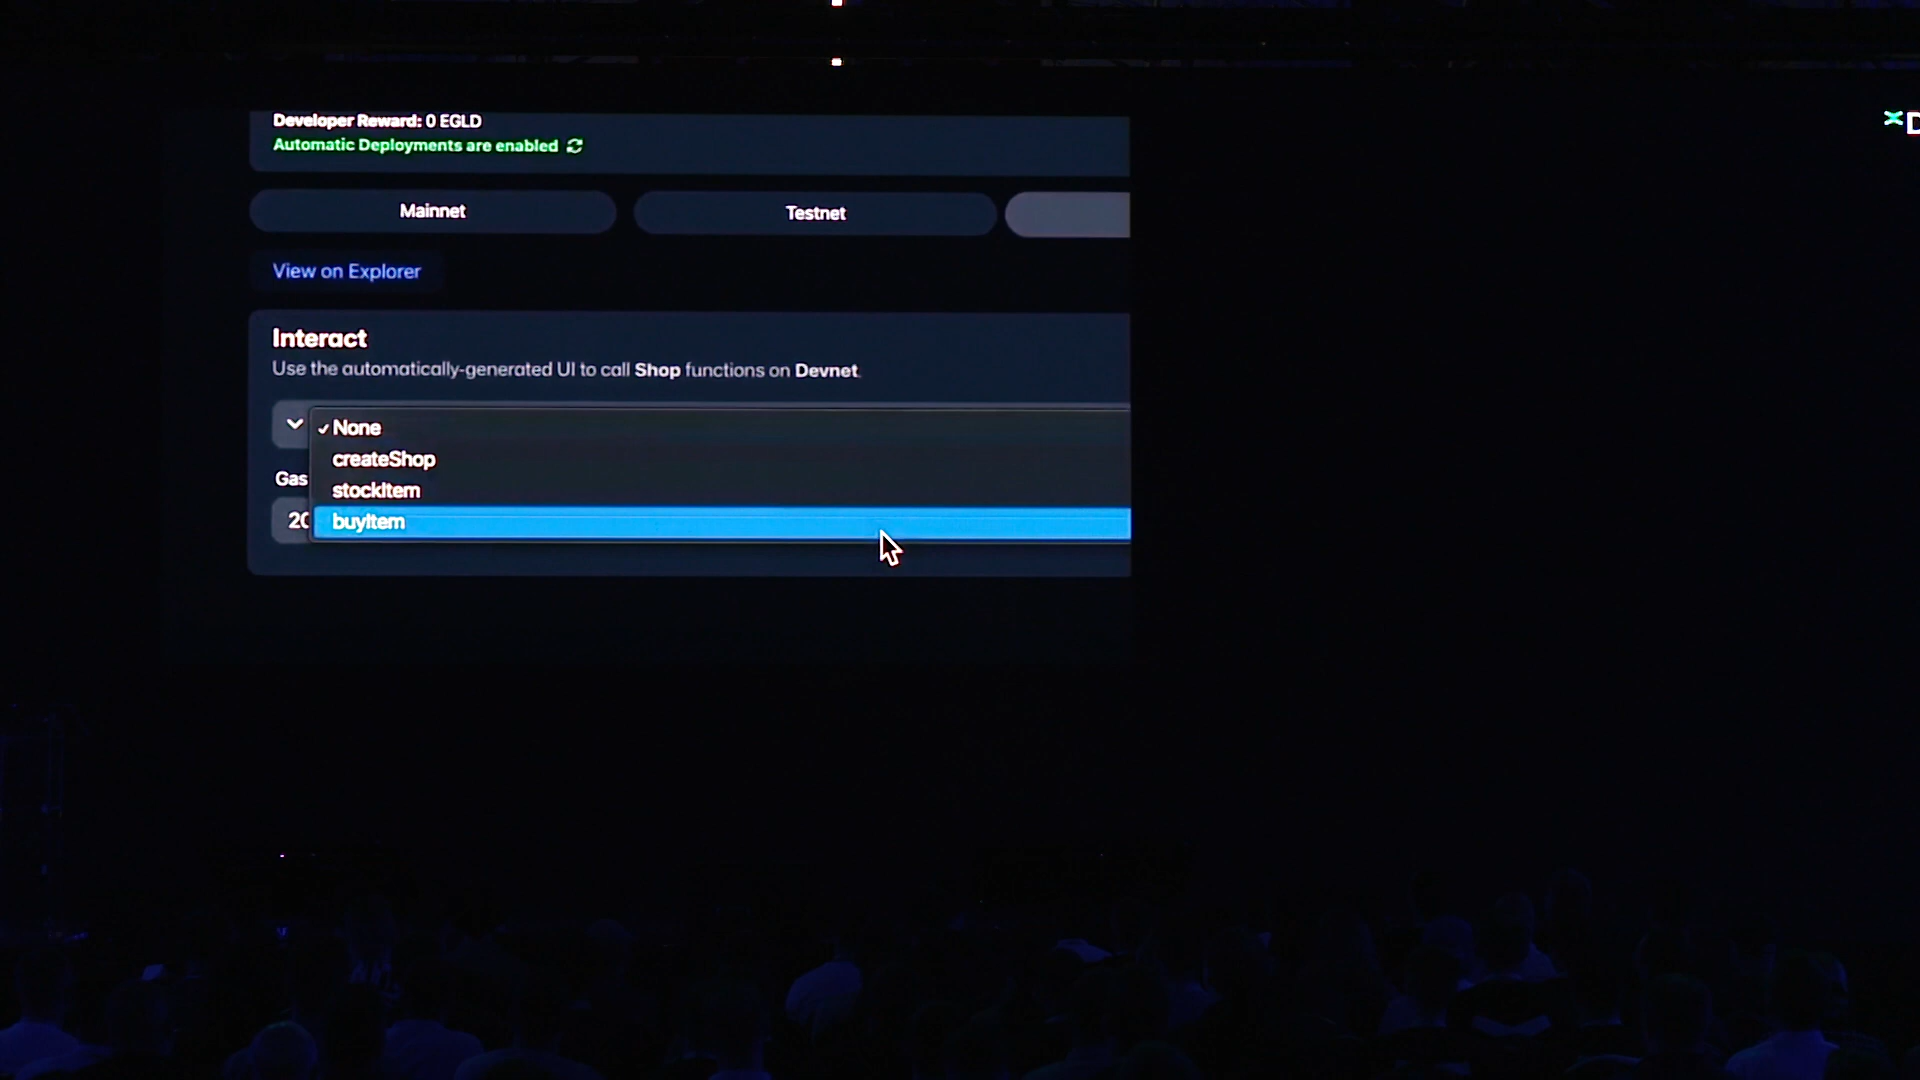 Developer Reward: 0 EGLD
Automatic Deployments are enabled
Mainnet
Testnet
View on Explorer
Interact
Use the automatically-generated UI to call Shop functions on Devnet.
None
createShop
Gas
stockItem
20
buyItem